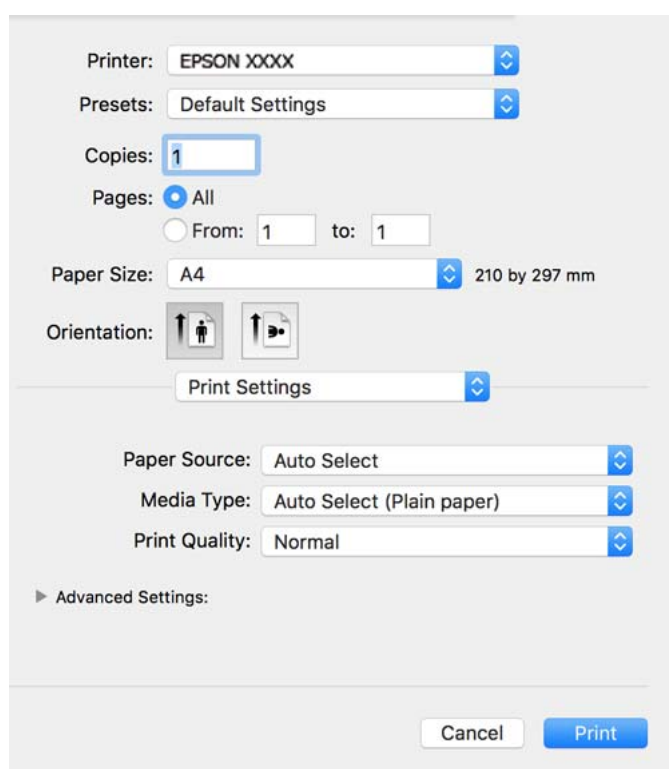 Printer: EPSON XXXX
Presets: Default Settings
Copies: 1
Pages: All
From: 1 to: 1
Paper Size: A4 210 by 297 mm
Orientation:
Print Settings
Paper Source: Auto Select
Media Type: Auto Select (Plain paper)
Print Quality: Normal
Advanced Settings:
Cancel Print